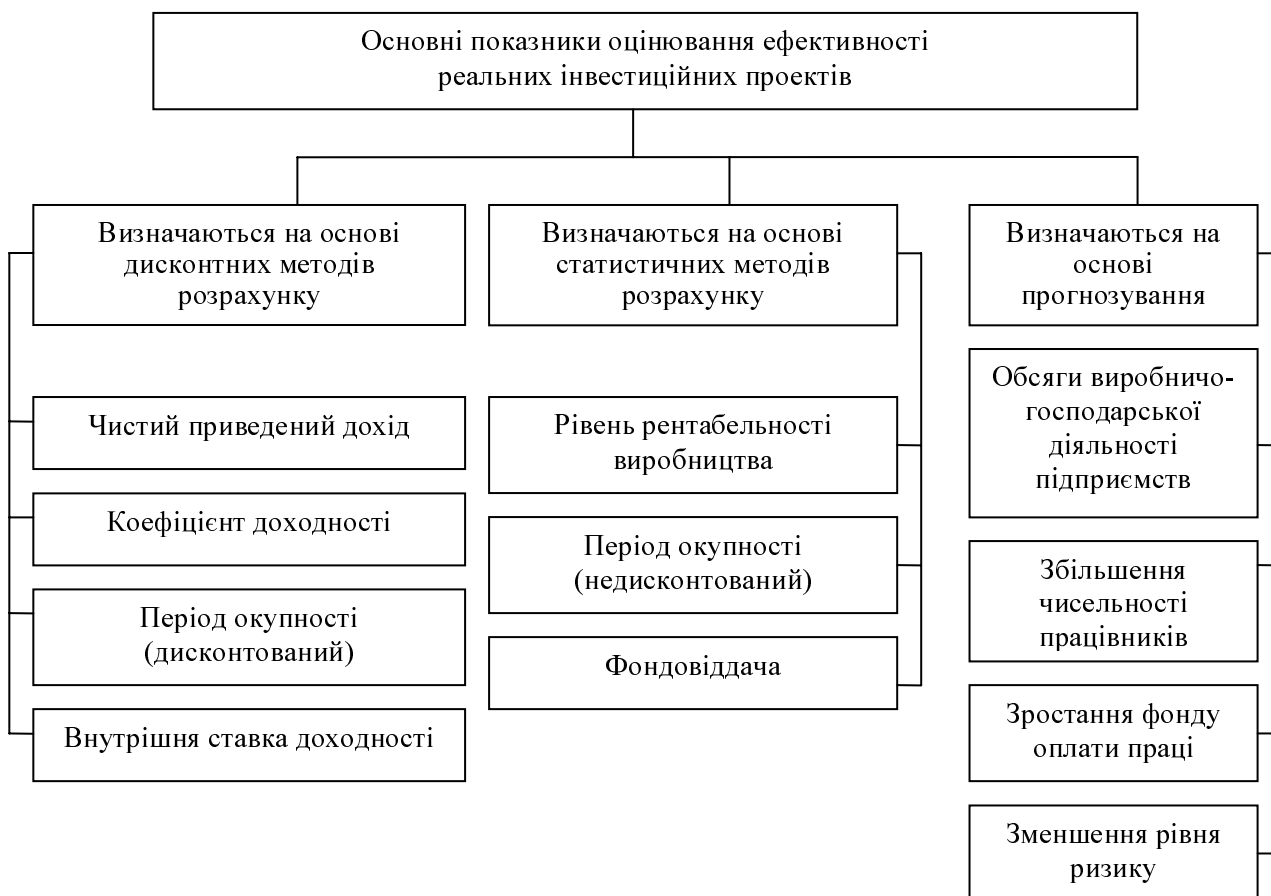 Основні показники оцінювання ефективності
реальних інвестиційних проектів
Визначаються на основі
дисконтних методів
розрахунку
Чистий приведений дохід
Коефіцієнт доходності
Період окупності
(дисконтований)
Внутрішня ставка доходності
Визначаються на основі
статистичних методів
розрахунку
Рівень рентабельності
виробництва
Період окупності
(недисконтований)
Фондовіддача
Визначаються на
основі
прогнозування
Обсяги виробничо-
господарської
діяльності
підприємств
Збільшення
чисельності
працівників
Зростання фонду
оплати праці
Зменшення рівня
ризику